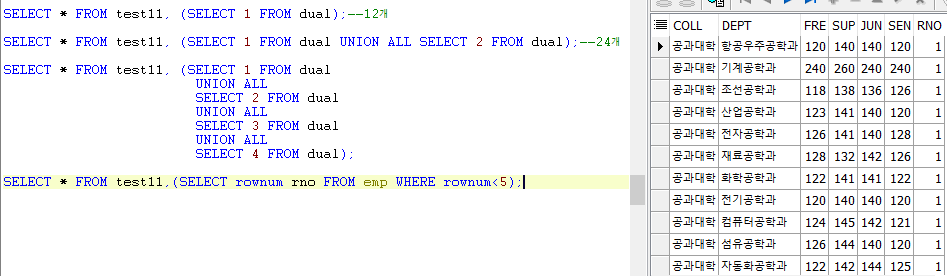 SELECT * FROM test11, (SELECT 1 FROM dual);--12개
SELECT * FROM test11, (SELECT 1 FROM dual UNION ALL SELECT 2 FROM dual);--24개
SELECT * FROM test11, (SELECT 1 FROM dual
UNION ALL
SELECT 2 FROM dual
UNION ALL
SELECT 3 FROM dual
UNION ALL
SELECT 4 FROM dual);
SELECT * FROM test11,(SELECT rownum rno FROM emp WHERE rownum<5);
COLL DEPT FRE SUP JUN SEN RNO
공과대학 항공우주공학과 120 140 140 120 1
공과대학 기계공학과 240 260 240 240 1
공과대학 조선공학과 118 138 136 126 1
공과대학 산업공학과 123 141 140 120 1
공과대학 전자공학과 126 141 140 128 1
공과대학 재료공학과 128 132 142 126 1
공과대학 화학공학과 122 141 141 122 1
공과대학 전기공학과 120 140 140 120 1
공과대학 컴퓨터공학과 124 145 142 121 1
공과대학 섬유공학과 126 144 140 120 1
공과대학 자동화공학과 122 142 144 125 1